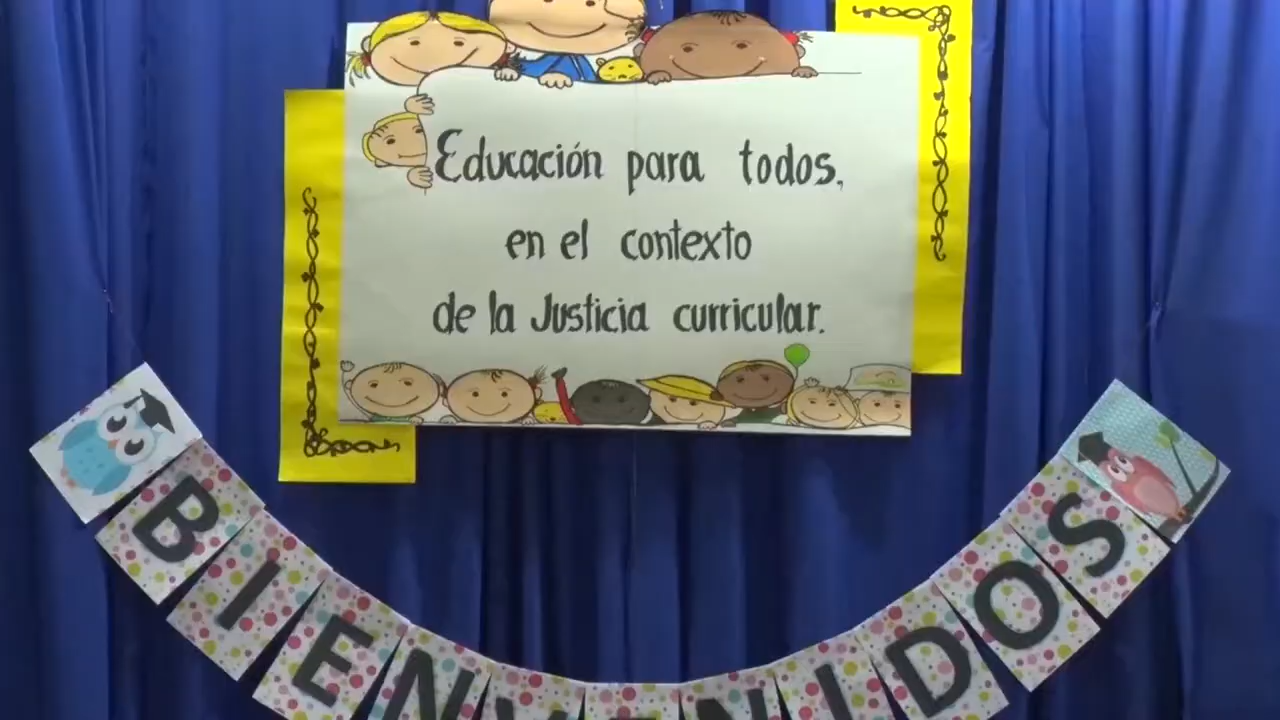 Educación para todos,
en el contexto
de la Justicia curricular.
BIENVENIDOS